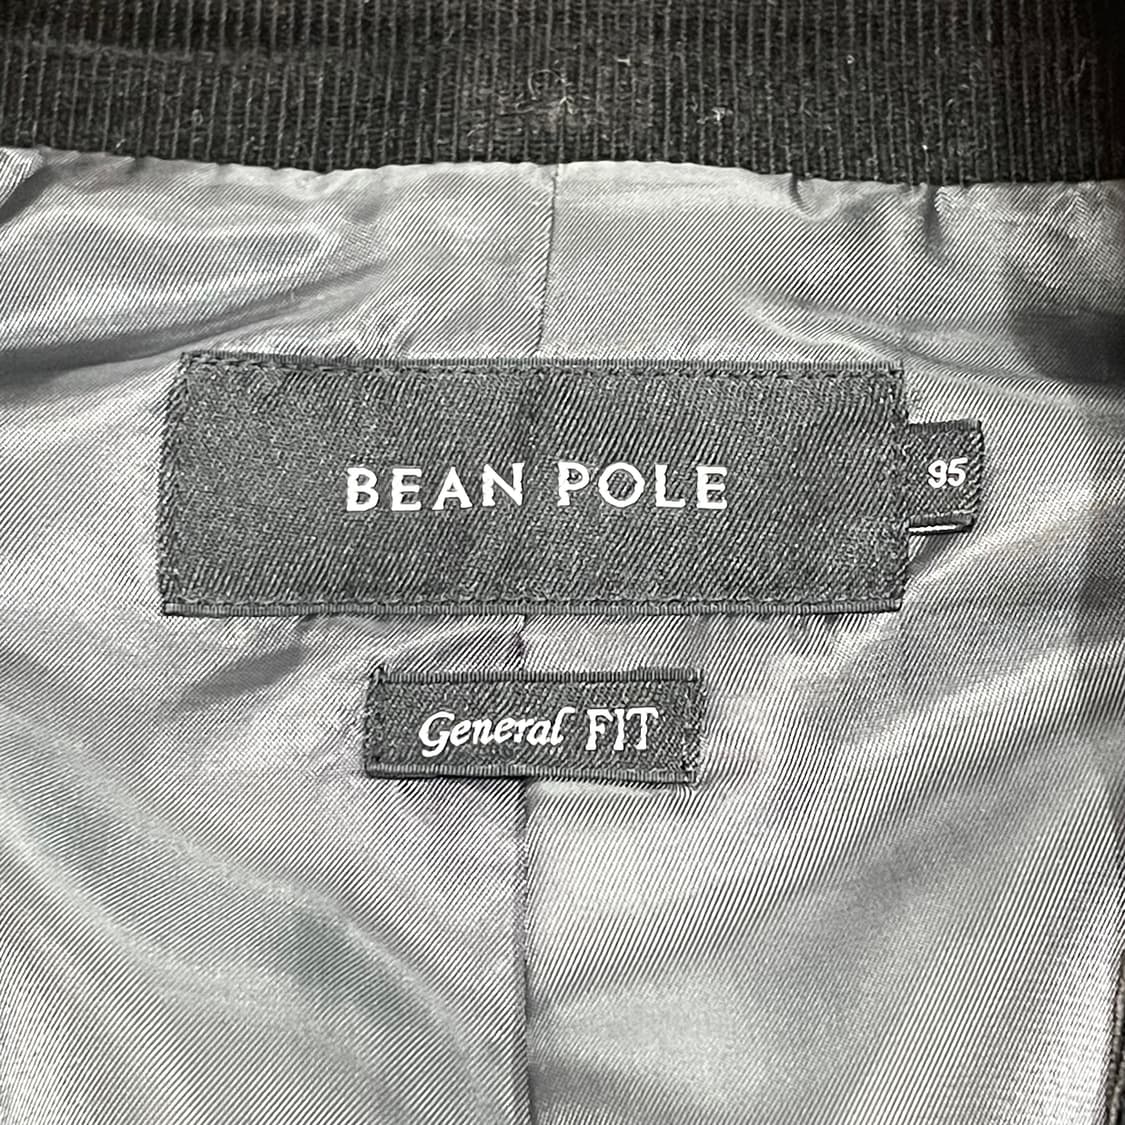 BEAN POLE
95
General FIT